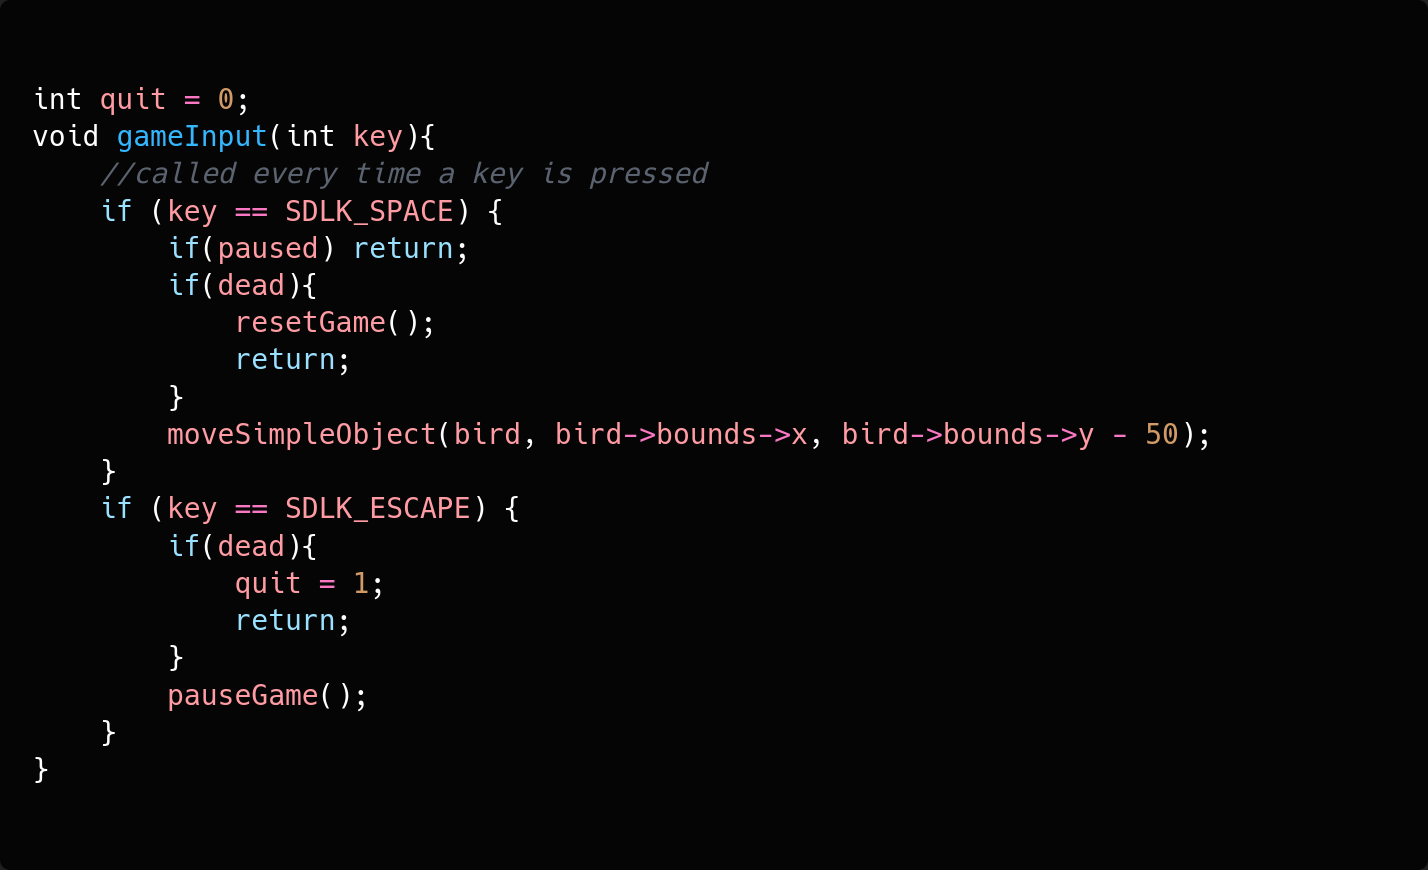 int quit = 0;
void gameInput(int key){
    //called every time a key is pressed
    if (key == SDLK_SPACE) {
        if(paused) return;
        if(dead){
            resetGame();
            return;
        }
        moveSimpleObject(bird, bird->bounds->x, bird->bounds->y - 50);
    }
    if (key == SDLK_ESCAPE) {
        if(dead){
            quit = 1;
            return;
        }
        pauseGame();
    }
}